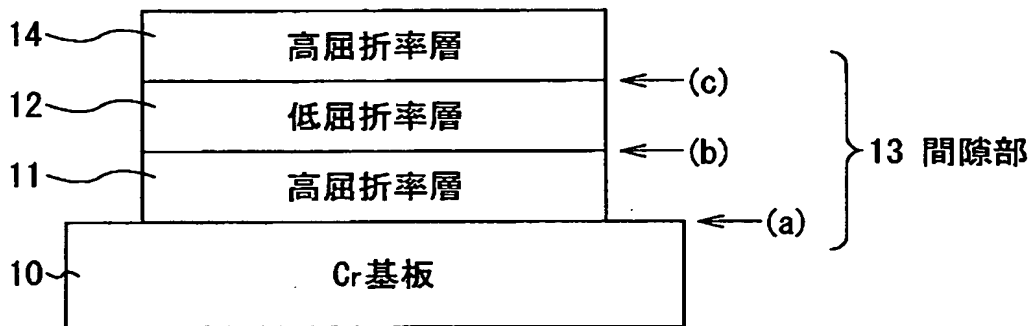 14 高屈折率層
(c)
12 低屈折率層
(b)
13 間隙部
11 高屈折率層
(a)
10 Cr基板